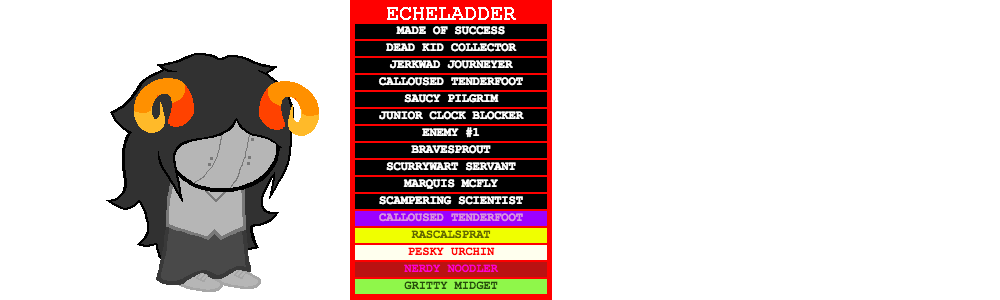 ECHELADDER
MADE OF SUCCESS
DEAD KID COLLECTOR
JERKWAD JOURNEYER
CALLOUSED TENDERFOOT
SAUCY PILGRIM
JUNIOR CLOCK BLOCKER
ENEMY #1
BRAVESPROUT
SCURRYWART SERVANT
MARQUIS MCFLY
SCAMPERING SCIENTIST
CALLOUSED TENDERFOOT
RASCALSPRAT
PESKY URCHIN
NERDY NOODLER
GRITTY MIDGET